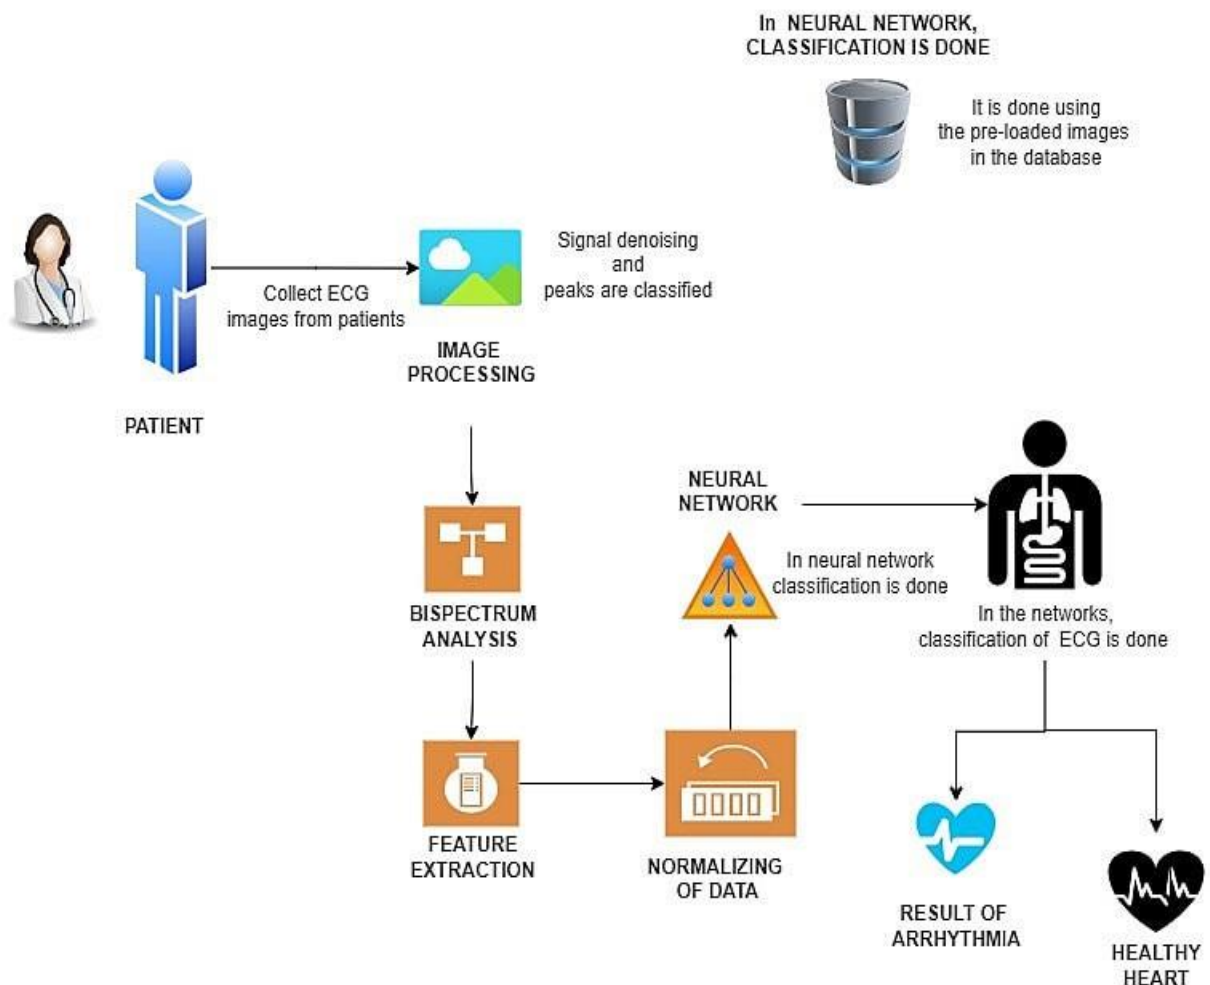 In NEURAL NETWORK,
CLASSIFICATION IS DONE
It is done using
the pre-loaded images
in the database
Signal denoising
and
peaks are classified
Collect ECG
images from patients
IMAGE
PROCESSING
PATIENT
NEURAL
NETWORK
In neural network
classification is done
BISPECTRUM
ANALYSIS
In the networks,
classification of ECG is done
FEATURE
EXTRACTION
NORMALIZING
OF DATA
RESULT OF
ARRHYTHMIA
HEALTHY
HEART